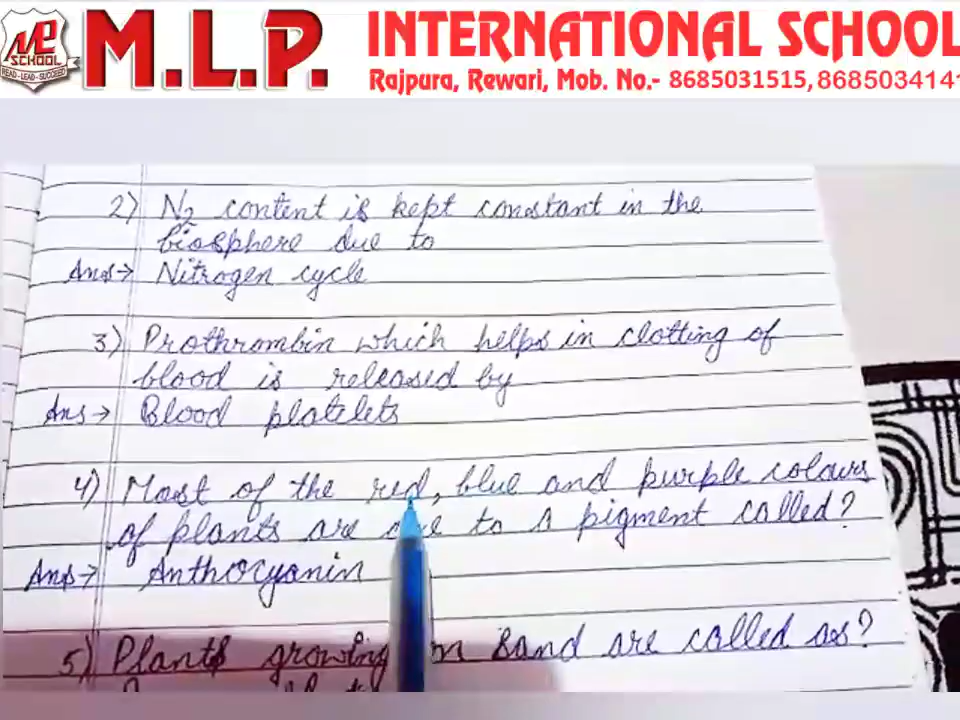 MLP
SCHOOL
READ-LEAD-SUCCEED
M.L.P. INTERNATIONAL SCHOOL
Rajpura, Rewari, Mob. No.- 8685031515, 868503414
2) N2 content is kept constant in the
biosphere due to
Ans→ Nitrogen cycle
3) Prothrombin which helps in clotting of
blood is released by
Ans→ Blood platelets
4) Most of the red, blue and purple colours
of plants are due to a pigment called?
Ans→ Anthocyanin
5) Plants growing on sand are called as?